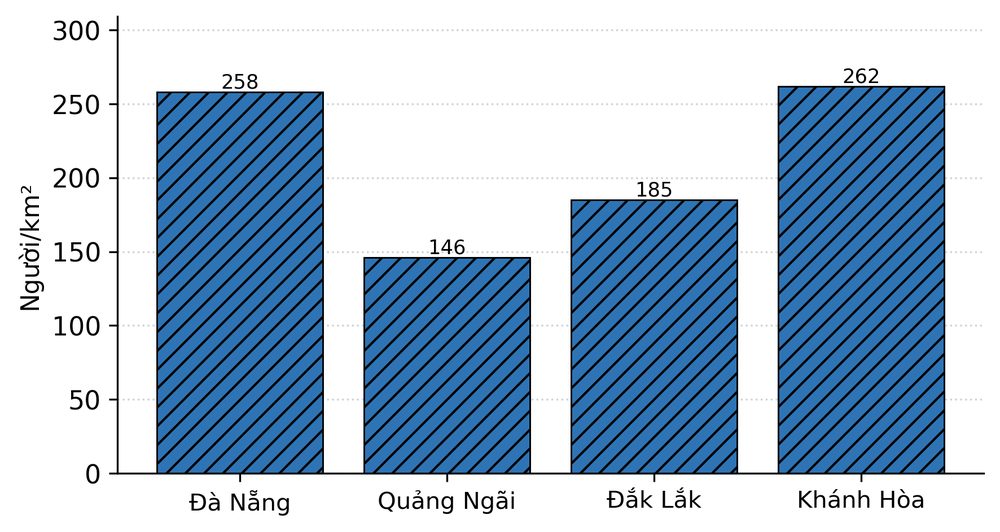 Người/km²
300
250
200
150
100
50
0
258
146
185
262
Đà Nẵng
Quảng Ngãi
Đắk Lắk
Khánh Hòa